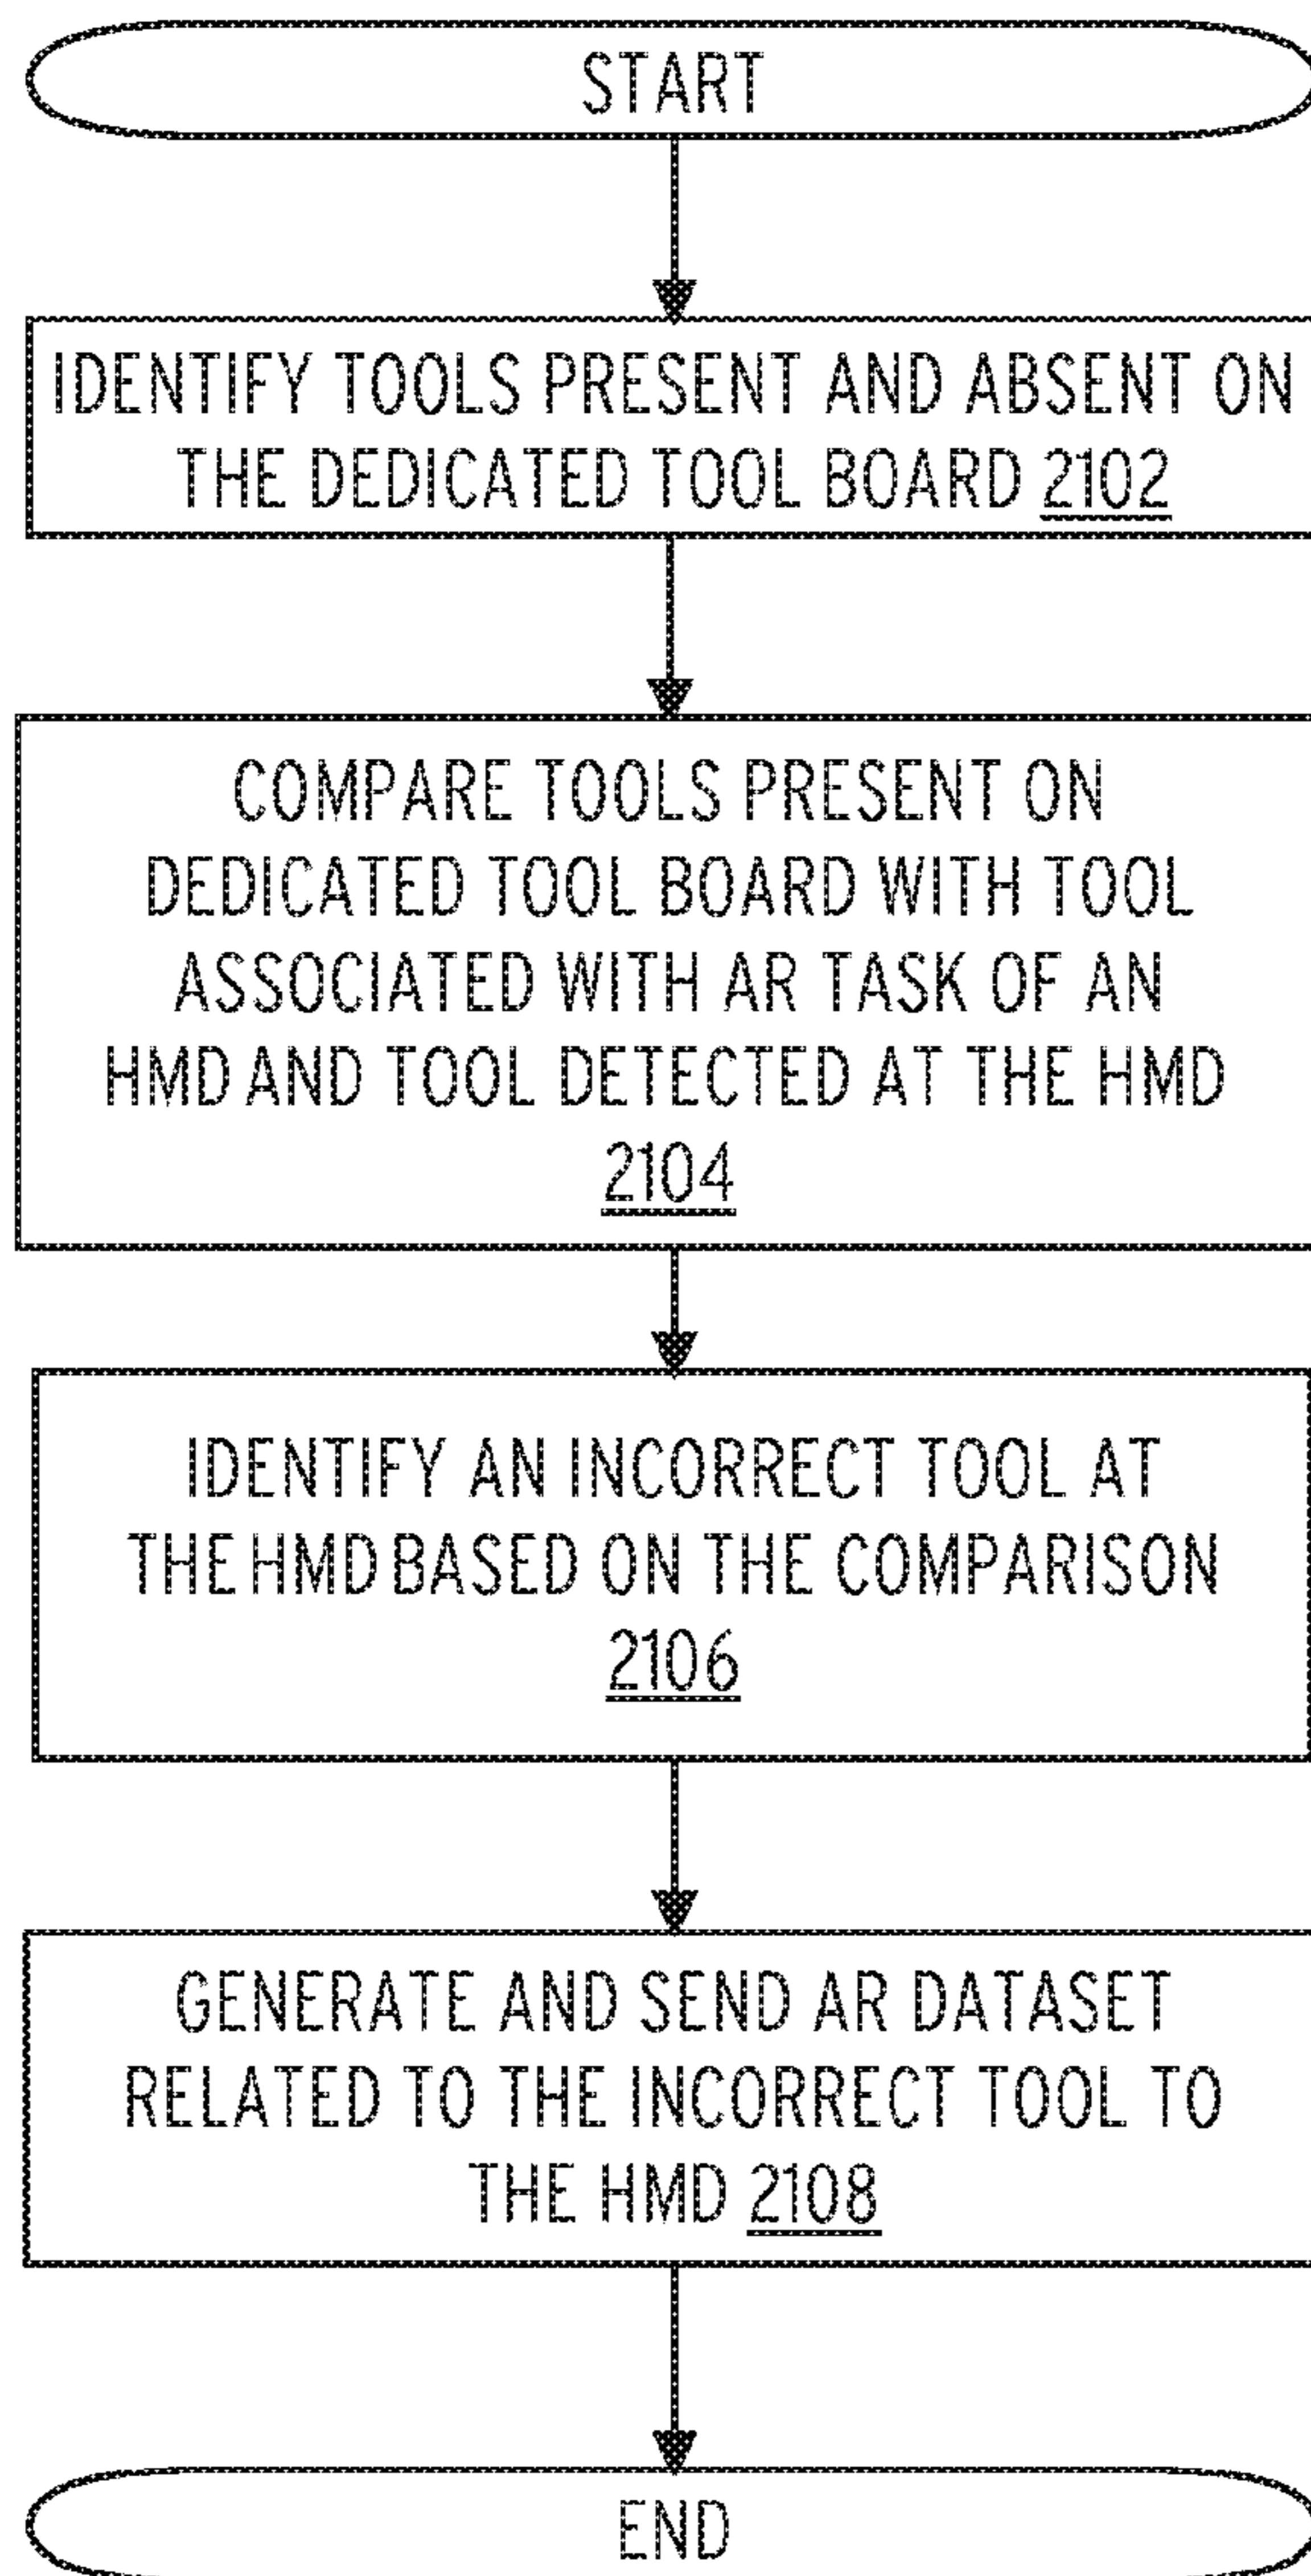 START
IDENTIFY TOOLS PRESENT AND ABSENT ON
THE DEDICATED TOOL BOARD 2102
COMPARE TOOLS PRESENT ON
DEDICATED TOOL BOARD WITH TOOL
ASSOCIATED WITH AR TASK OF AN
HMD AND TOOL DETECTED AT THE HMD
2104
IDENTIFY AN INCORRECT TOOL AT
THE HMD BASED ON THE COMPARISON
2106
GENERATE AND SEND AR DATASET
RELATED TO THE INCORRECT TOOL TO
THE HMD 2108
END